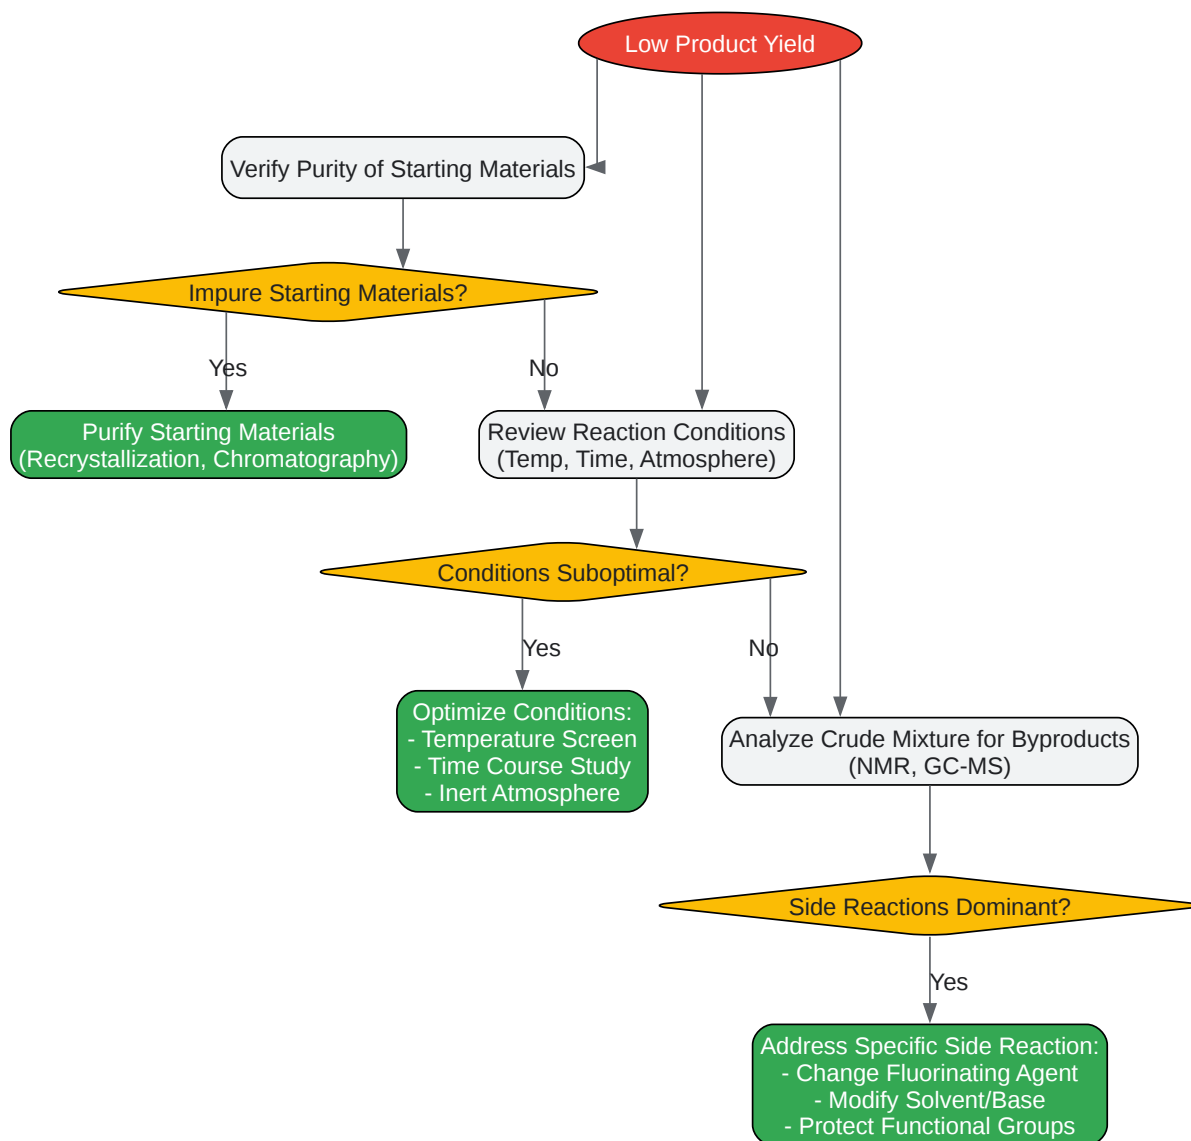 Low Product Yield
Verify Purity of Starting Materials
Impure Starting Materials?
Yes
No
Purify Starting Materials
(Recrystallization, Chromatography)
Review Reaction Conditions
(Temp, Time, Atmosphere)
Conditions Suboptimal?
Yes
No
Optimize Conditions:
- Temperature Screen
- Time Course Study
- Inert Atmosphere
Analyze Crude Mixture for Byproducts
(NMR, GC-MS)
Side Reactions Dominant?
Yes
Address Specific Side Reaction:
- Change Fluorinating Agent
- Modify Solvent/Base
- Protect Functional Groups